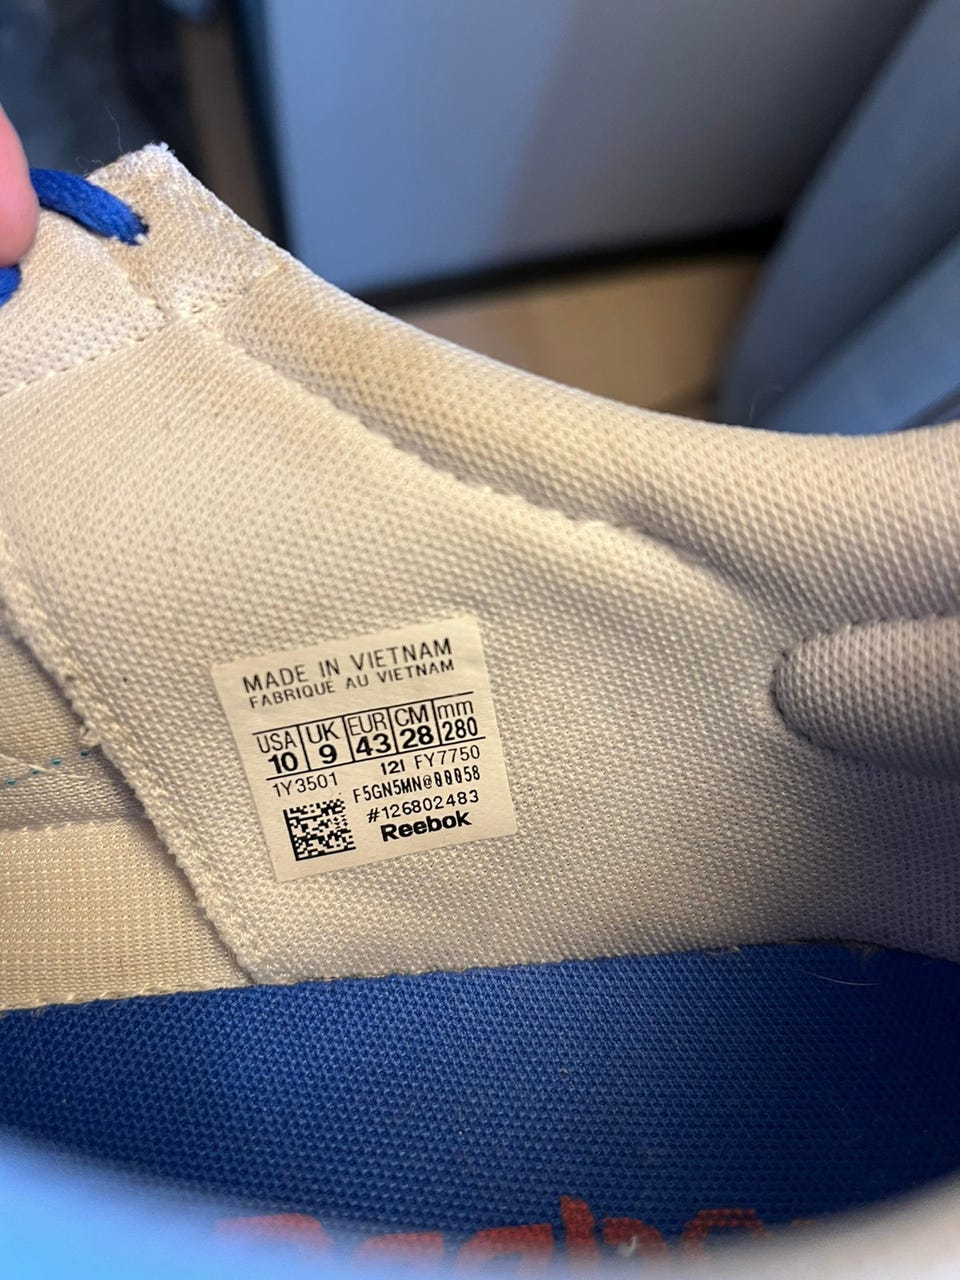 MADE IN VIETNAM
FABRIQUE AU VIETNAM
USA UK EUR CM mm
10 9 43 28 280
1Y3501 12I FY7750
F5GN5MN@00058
#126802483
Reebok